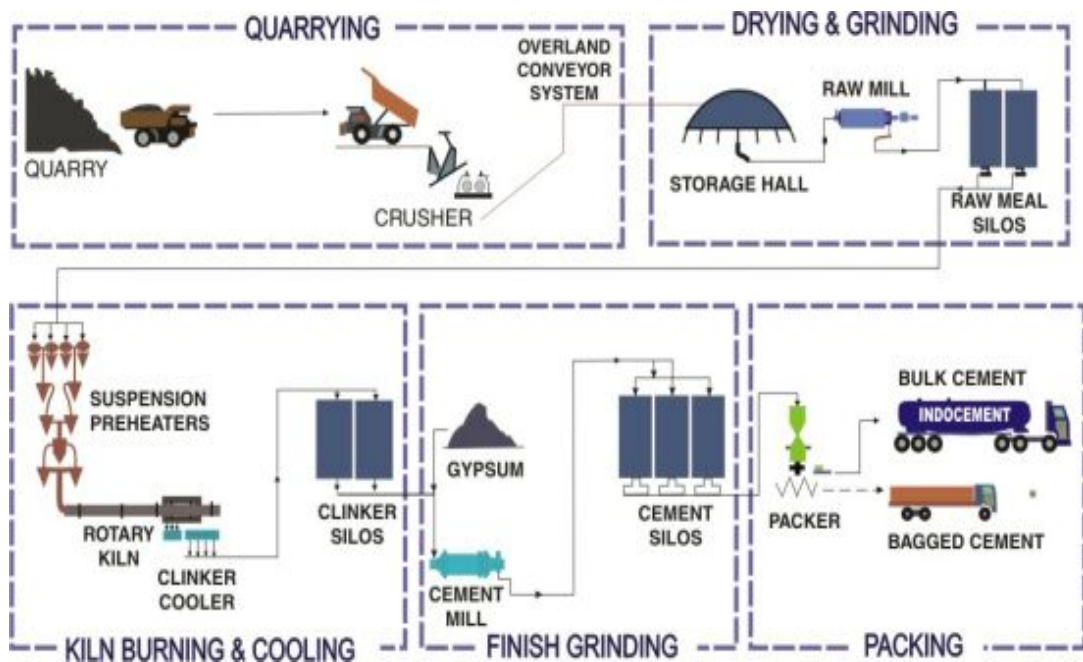 QUARRYING
OVERLAND
CONVEYOR
SYSTEM
QUARRY
CRUSHER
DRYING & GRINDING
RAW MILL
STORAGE HALL
RAW MEAL
SILOS
SUSPENSION
PREHEATERS
ROTARY
KILN
CLINKER
COOLER
CLINKER
SILOS
KILN BURNING & COOLING
GYPSUM
CEMENT
MILL
CEMENT
SILOS
FINISH GRINDING
BULK CEMENT
INDOCEMENT
PACKER
BAGGED CEMENT
PACKING